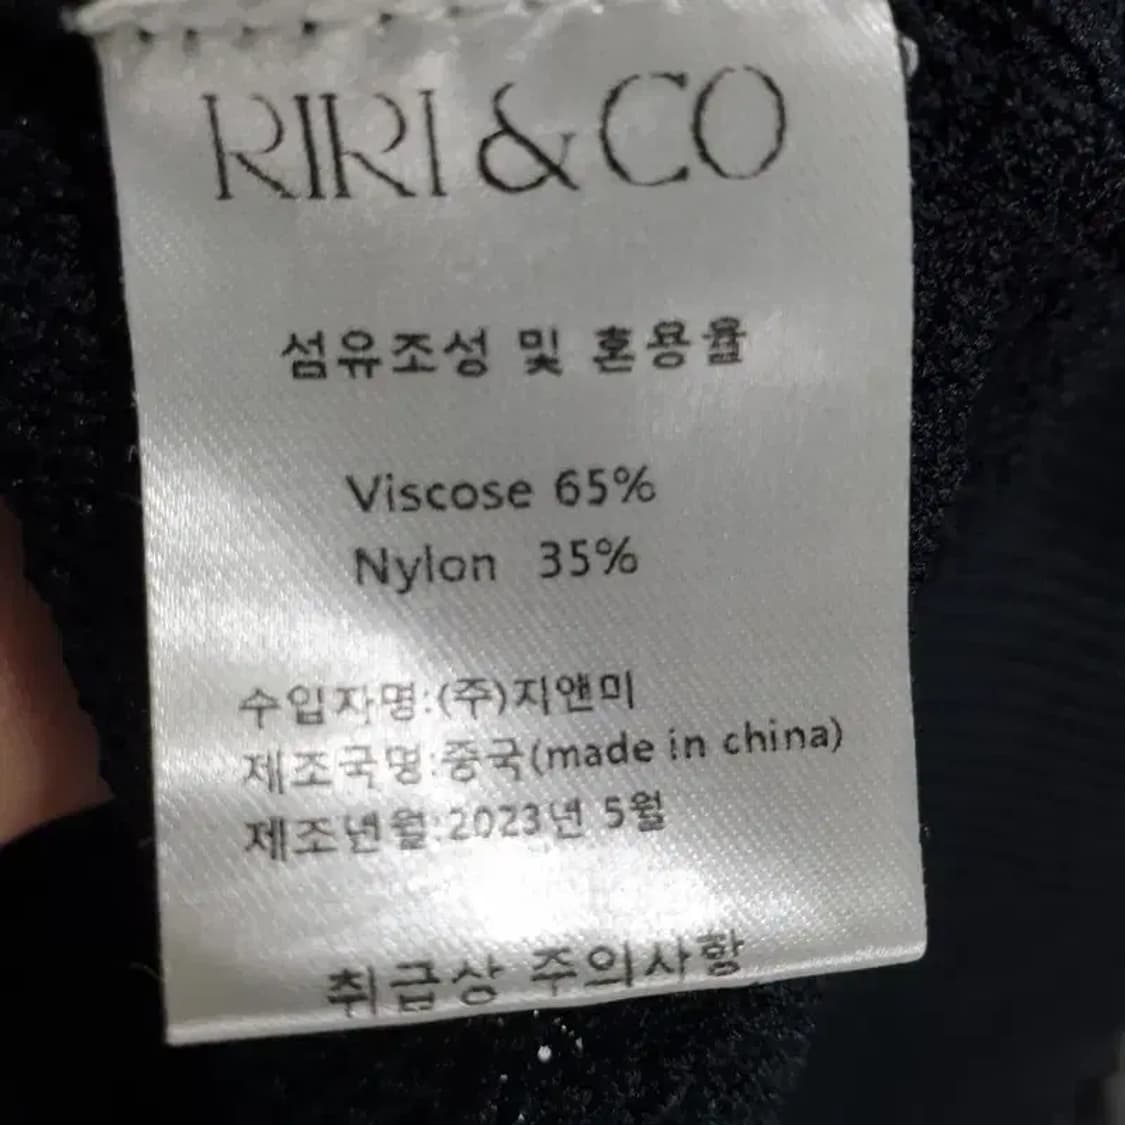 RIRI & CO
섬유조성 및 혼용율
Viscose 65%
Nylon 35%
수입자명:(주)지앤미
제조국명:중국(made in china)
제조년월:2023년 5월
취급상 주의사항